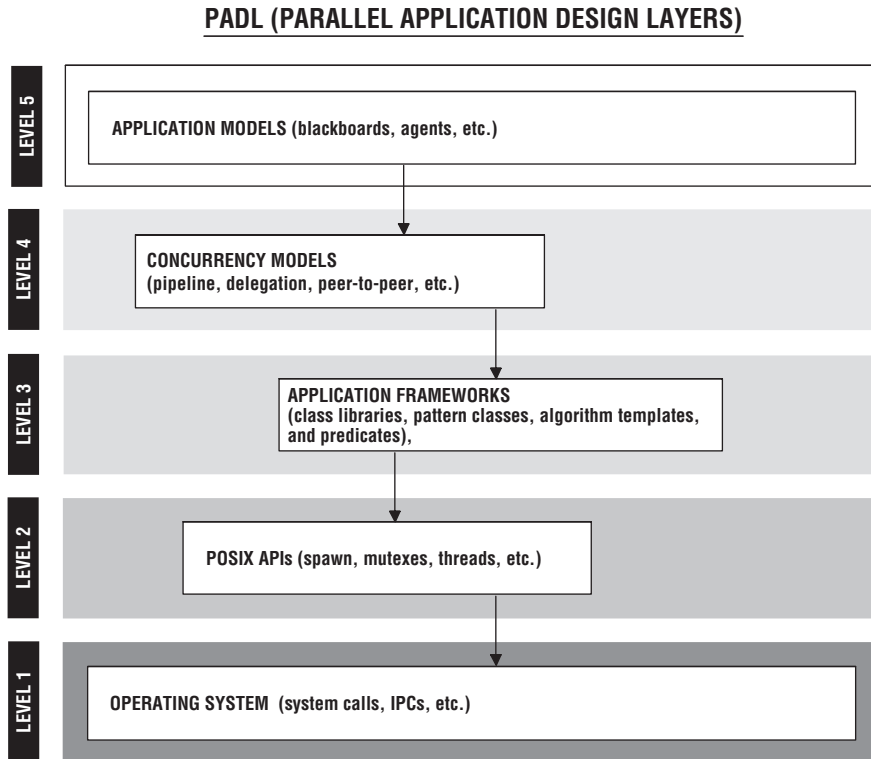 PADL (PARALLEL APPLICATION DESIGN LAYERS)
LEVEL 5
APPLICATION MODELS (blackboards, agents, etc.)
LEVEL 4
CONCURRENCY MODELS
(pipeline, delegation, peer-to-peer, etc.)
LEVEL 3
APPLICATION FRAMEWORKS
(class libraries, pattern classes, algorithm templates,
and predicates),
LEVEL 2
POSIX APIs (spawn, mutexes, threads, etc.)
LEVEL 1
OPERATING SYSTEM (system calls, IPCs, etc.)